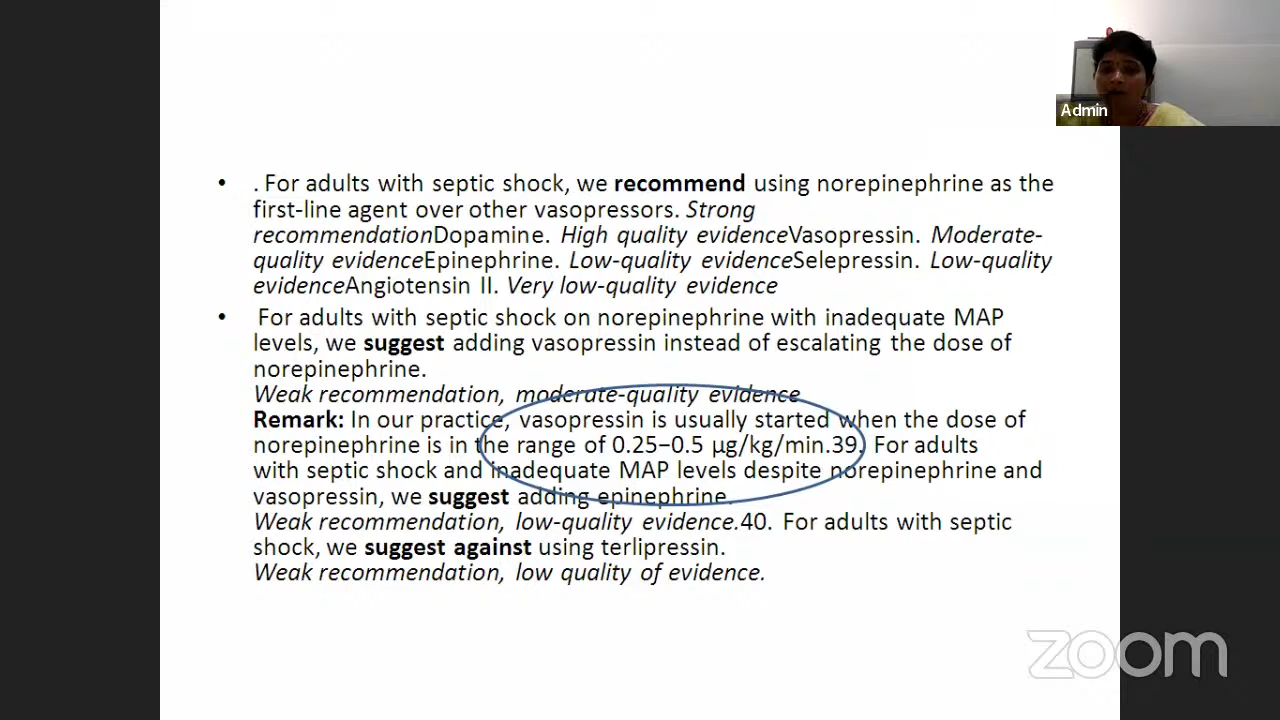 Admin
• . For adults with septic shock, we recommend using norepinephrine as the
first-line agent over other vasopressors. Strong
recommendationDopamine. High quality evidenceVasopressin. Moderate-
quality evidenceEpinephrine. Low-quality evidenceSelepressin. Low-quality
evidenceAngiotensin II. Very low-quality evidence
• For adults with septic shock on norepinephrine with inadequate MAP
levels, we suggest adding vasopressin instead of escalating the dose of
norepinephrine.
Weak recommendation, moderate-quality evidence
Remark: In our practice, vasopressin is usually started when the dose of
norepinephrine is in the range of 0.25−0.5 μg/kg/min.39. For adults
with septic shock and inadequate MAP levels despite norepinephrine and
vasopressin, we suggest adding epinephrine.
Weak recommendation, low-quality evidence.40. For adults with septic
shock, we suggest against using terlipressin.
Weak recommendation, low quality of evidence.
zoom